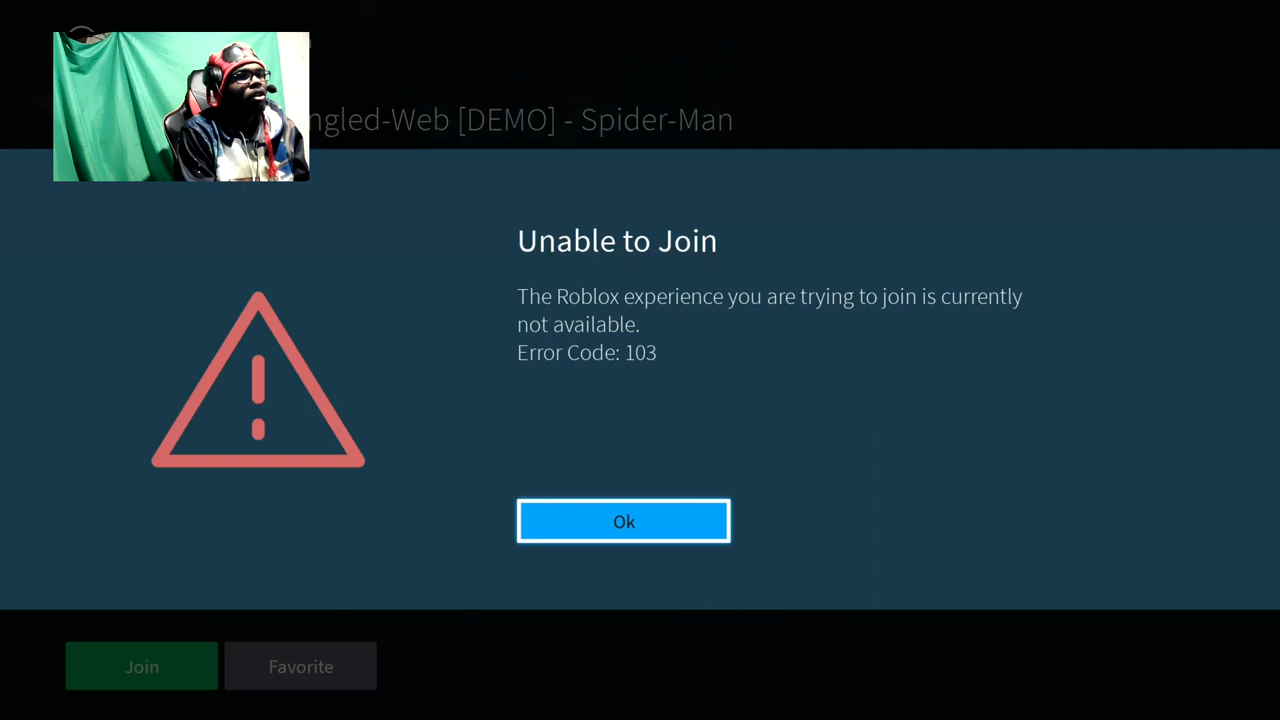 ngled-Web [DEMO] - Spider-Man
Unable to Join
The Roblox experience you are trying to join is currently
not available.
Error Code: 103
Ok
Join
Favorite